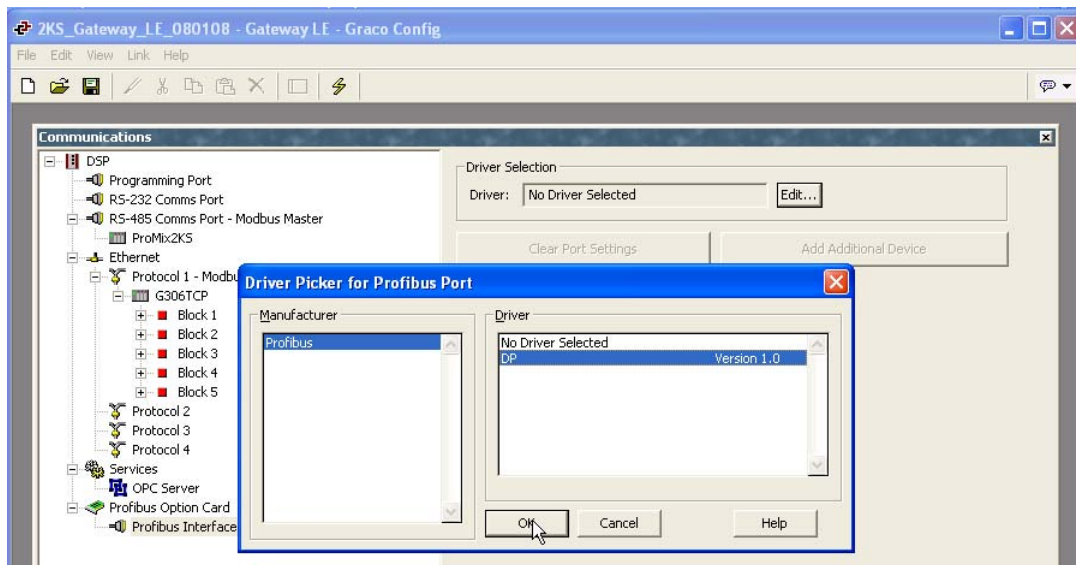 2KS_Gateway_LE_080108 - Gateway LE - Graco Config
File Edit View Link Help
Communications
DSP
Programming Port
RS-232 Comms Port
RS-485 Comms Port - Modbus Master
ProMix2KS
Ethernet
Protocol 1 - Modbu
G306TCP
Block 1
Block 2
Block 3
Block 4
Block 5
Protocol 2
Protocol 3
Protocol 4
Services
OPC Server
Profibus Option Card
Profibus Interface
Driver Selection
Driver: No Driver Selected Edit...
Clear Port Settings Add Additional Device
Driver Picker for Profibus Port
Manufacturer
Profibus
Driver
No Driver Selected
DP Version 1.0
OK Cancel Help